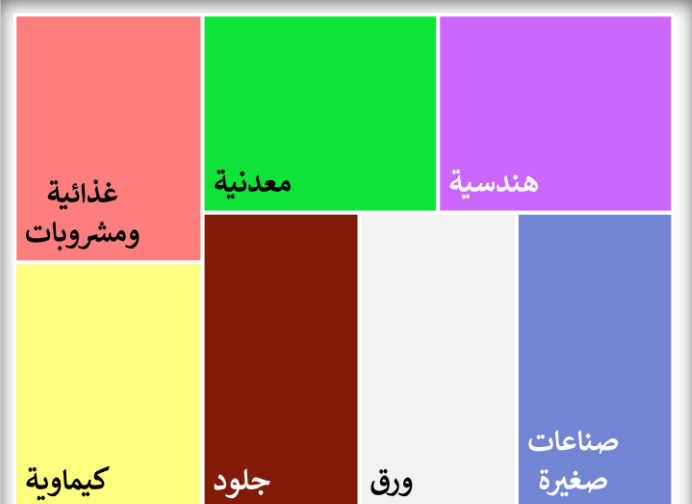 هندسية
معدنية
غذائية
ومشروبات
صناعات
صغيرة
ورق
جلود
كيماوية